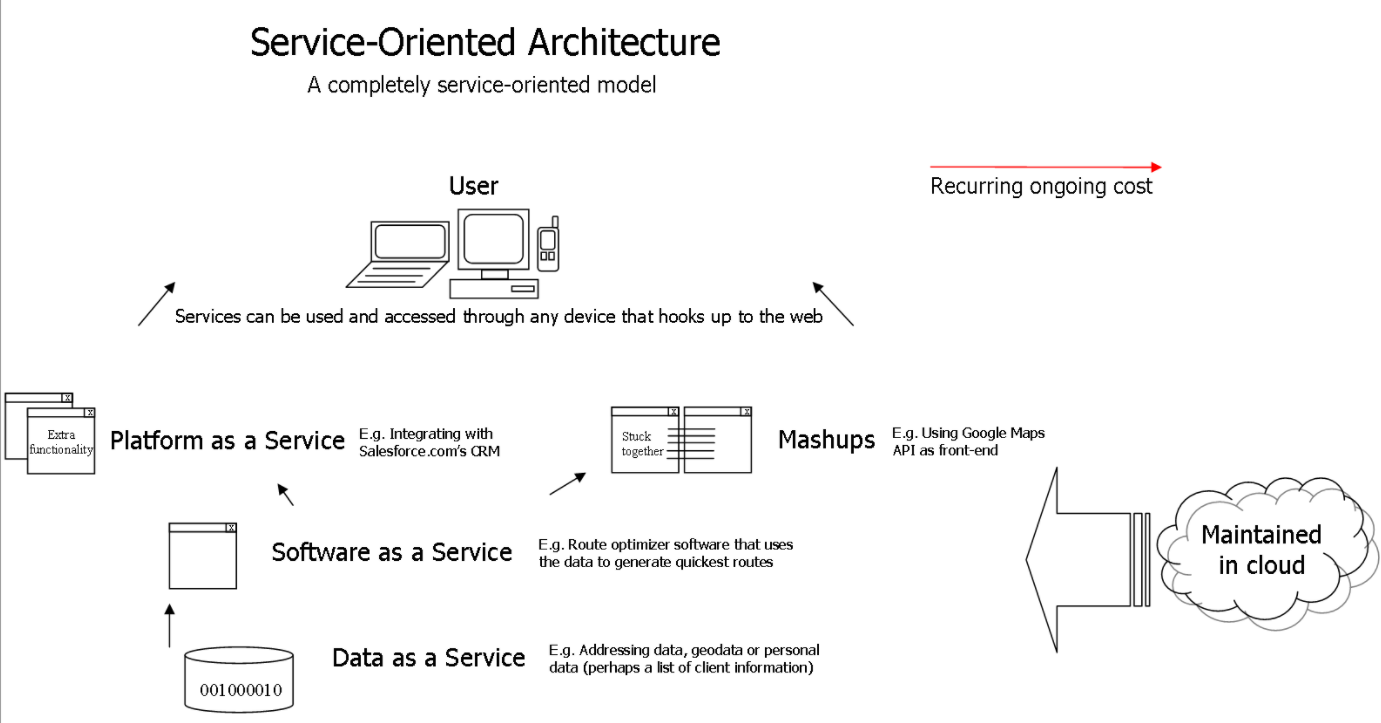 Service-Oriented Architecture
A completely service-oriented model
Recurring ongoing cost
User
Services can be used and accessed through any device that hooks up to the web
X
X
Extra
functionality
Platform as a Service
E.g. Integrating with
Salesforce.com's CRM
X
X
Stuck
together
Mashups
E.g. Using Google Maps
API as front-end
X
Software as a Service
E.g. Route optimizer software that uses
the data to generate quickest routes
Maintained
in cloud
001000010
Data as a Service
E.g. Addressing data, geodata or personal
data (perhaps a list of client information)